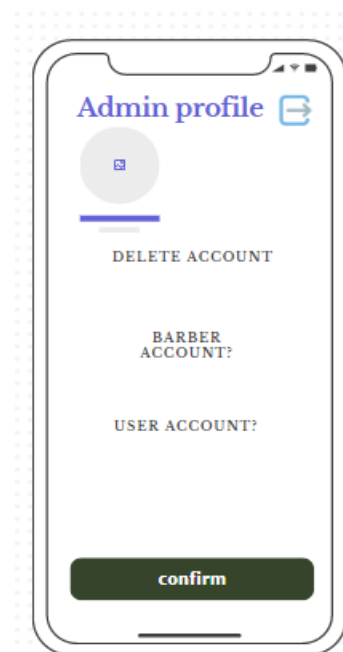 Admin profile
DELETE ACCOUNT
BARBER
ACCOUNT?
USER ACCOUNT?
confirm